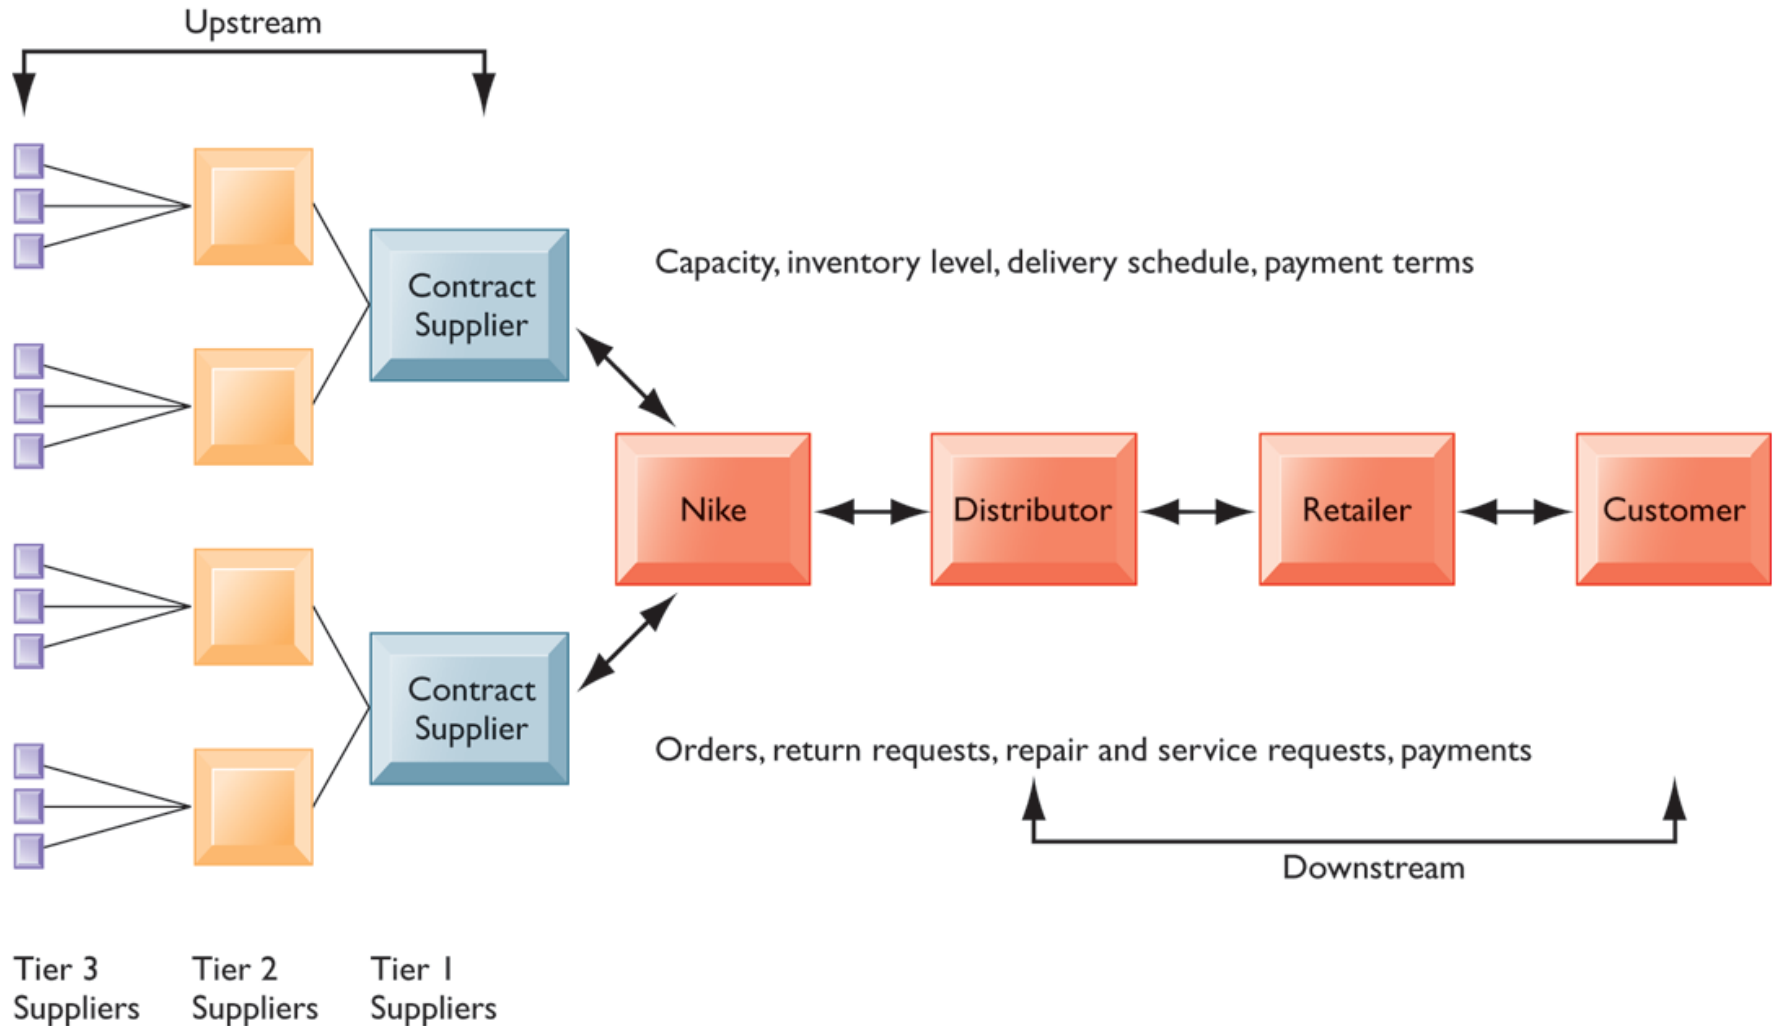 Upstream
Contract
Supplier
Capacity, inventory level, delivery schedule, payment terms
Nike
Distributor
Retailer
Customer
Contract
Supplier
Orders, return requests, repair and service requests, payments
Downstream
Tier 3
Suppliers
Tier 2
Suppliers
Tier 1
Suppliers